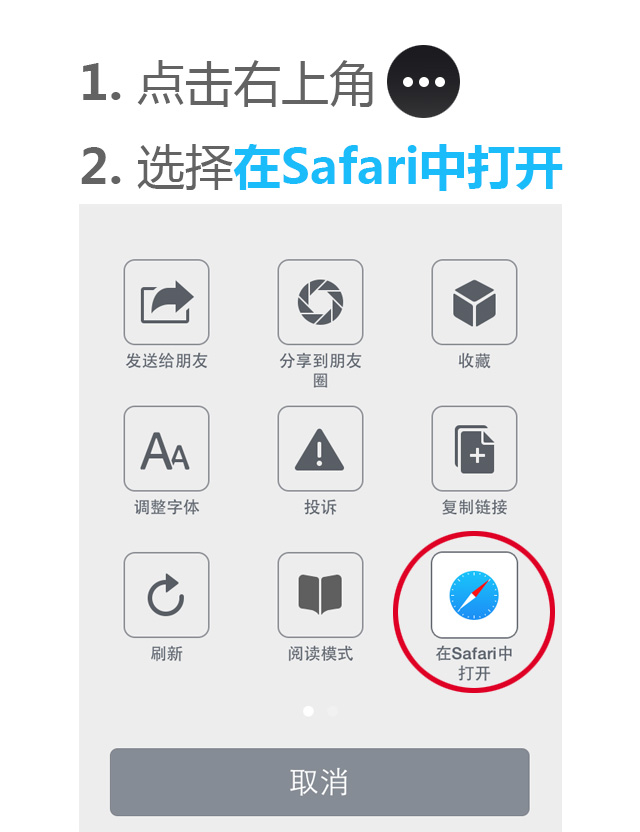 1. 点击右上角
2. 选择在Safari中打开
发送给朋友
分享到朋友
圈
收藏
调整字体
投诉
复制链接
刷新
阅读模式
在Safari中
打开
取消